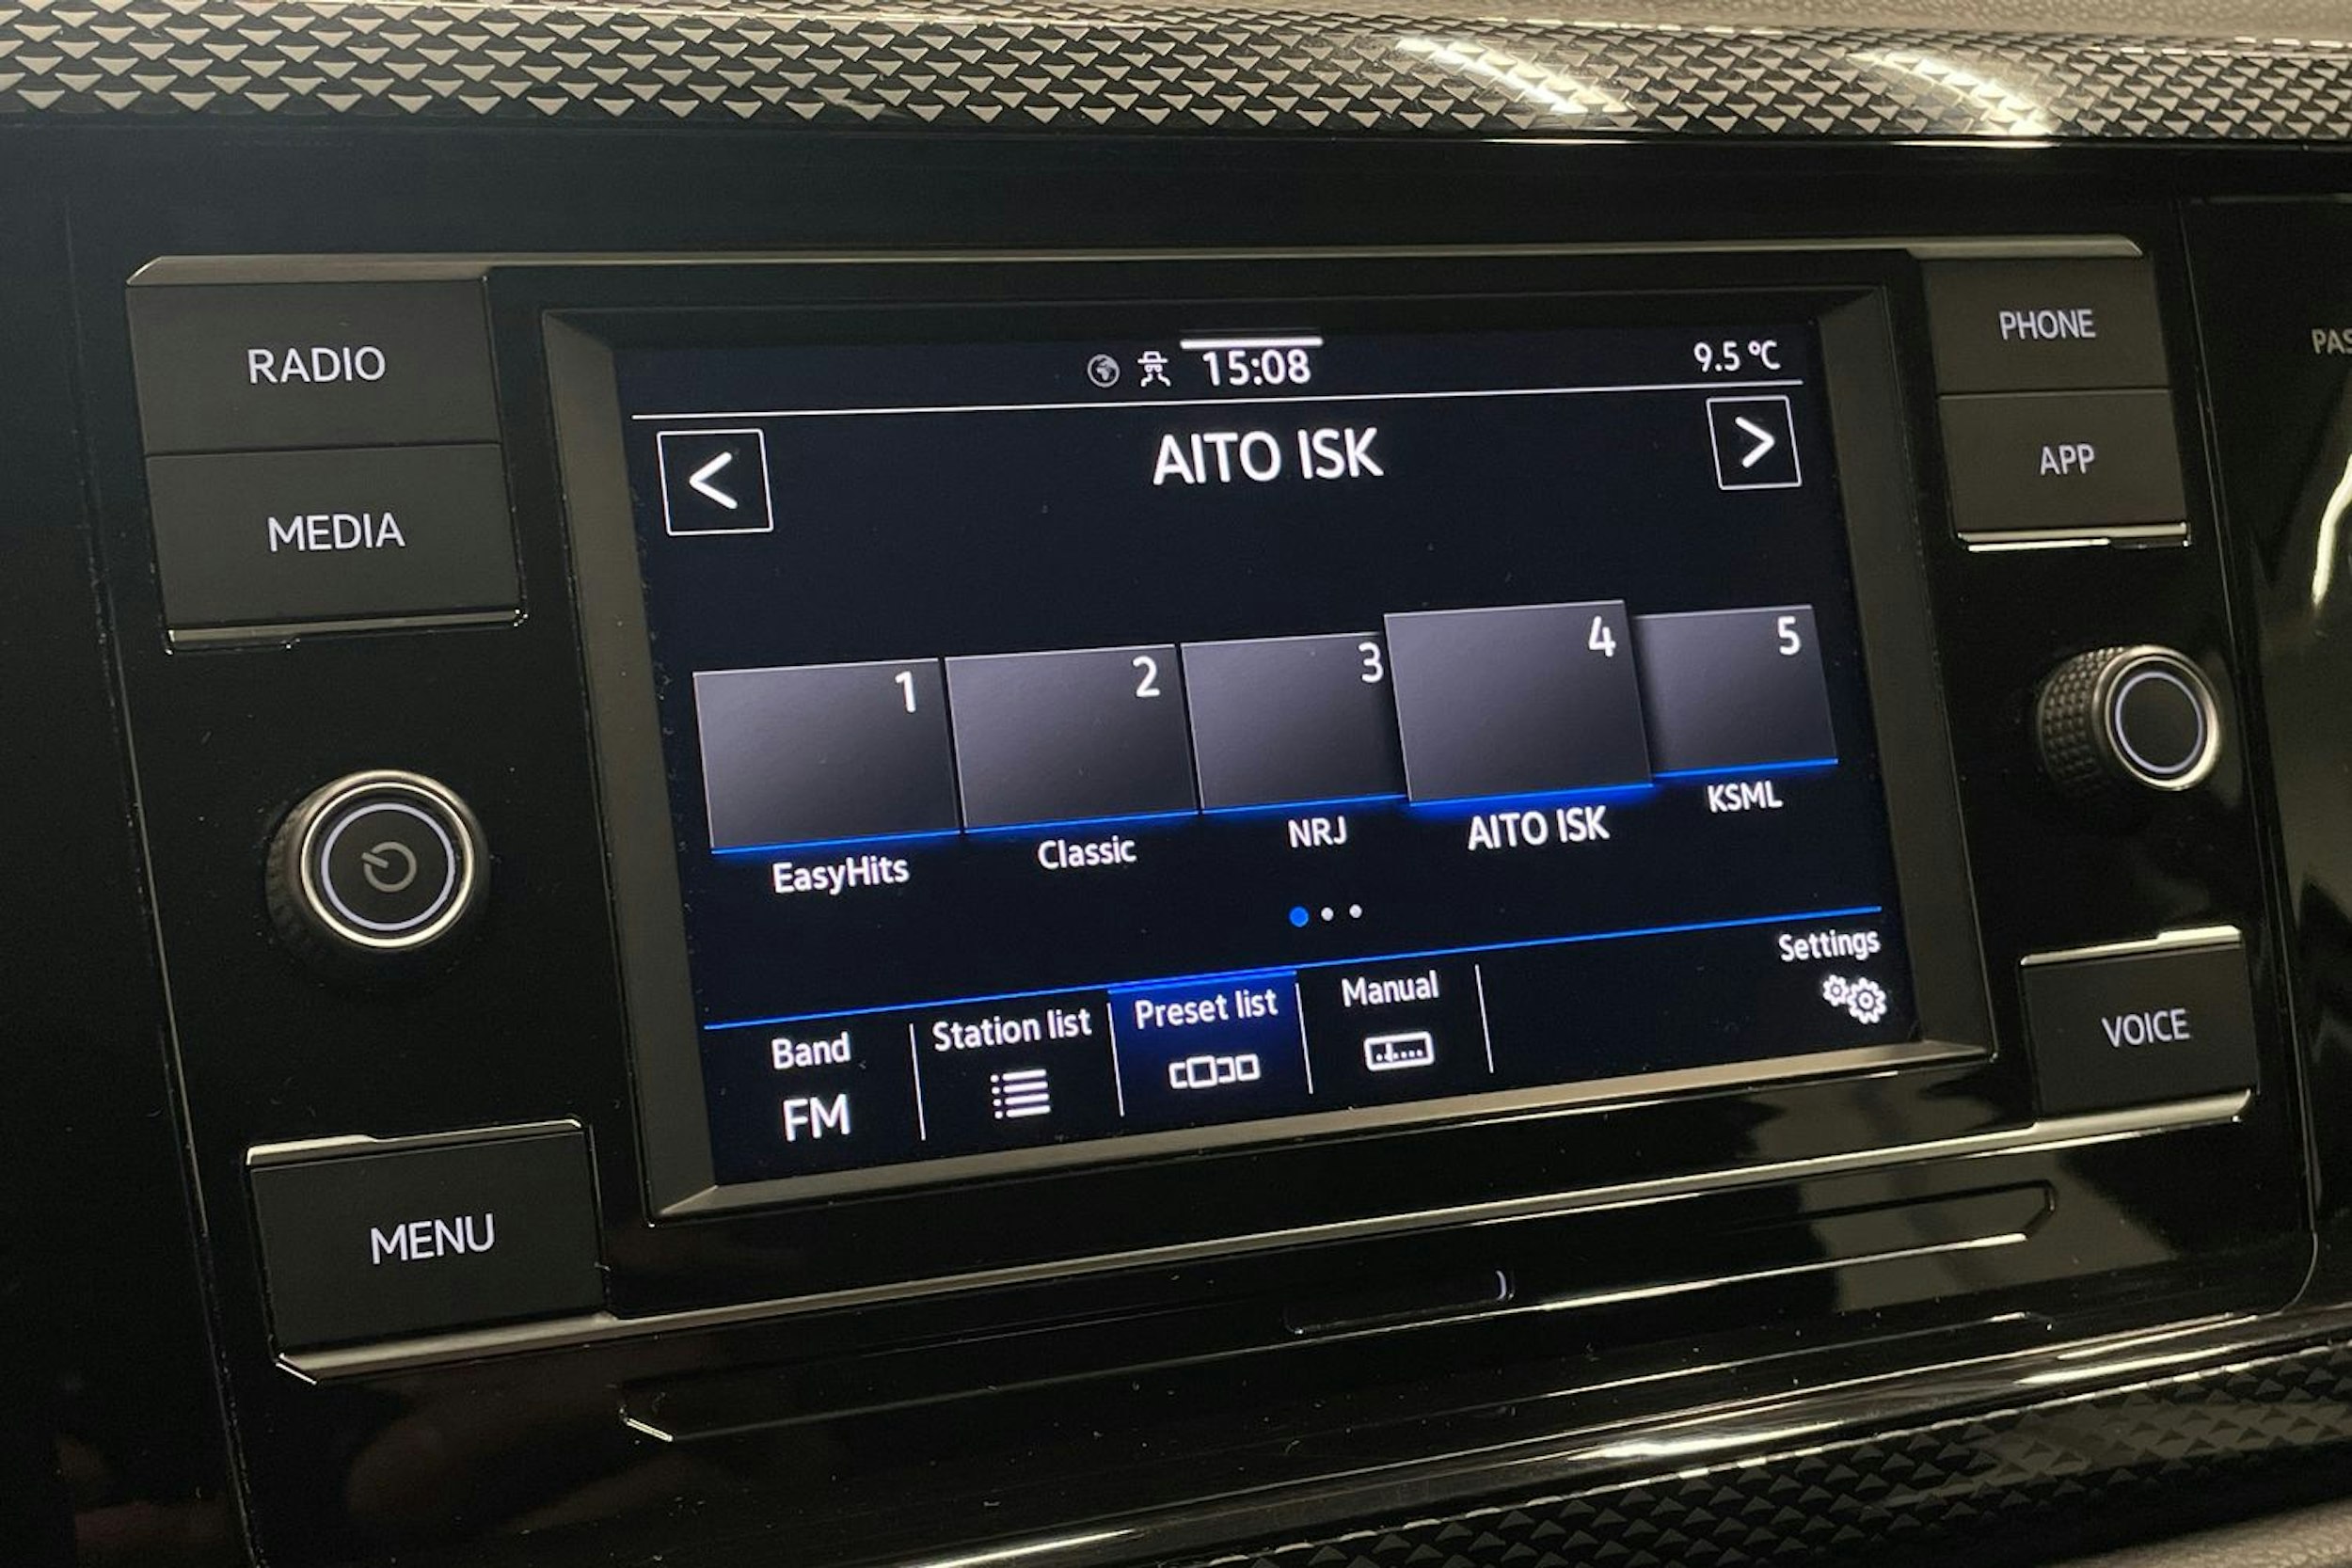 RADIO
MEDIA
MENU
15:08
9.5 °C
<
AITO ISK
>
1
2
3
4
5
EasyHits
Classic
NRJ
AITO ISK
KSML
Band
FM
Station list
Preset list
Manual
Settings
PHONE
APP
VOICE